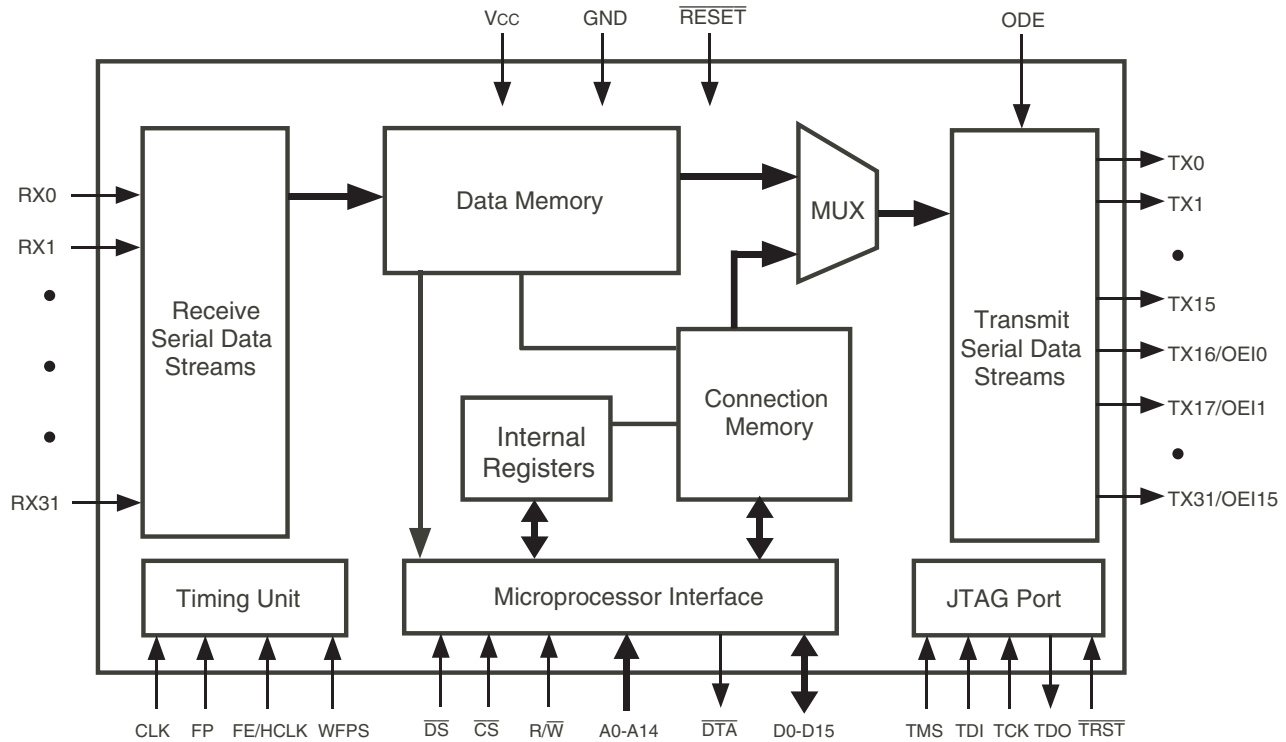 Vcc
GND
RESET
ODE
RX0
RX1
RX31
Receive
Serial Data
Streams
Data Memory
MUX
Internal
Registers
Connection
Memory
Transmit
Serial Data
Streams
TX0
TX1
TX15
TX16/OEI0
TX17/OEI1
TX31/OEI15
Timing Unit
Microprocessor Interface
JTAG Port
CLK
FP
FE/HCLK
WFPS
DS
CS
R/W
A0-A14
DTA
D0-D15
TMS
TDI
TCK
TDO
TRST